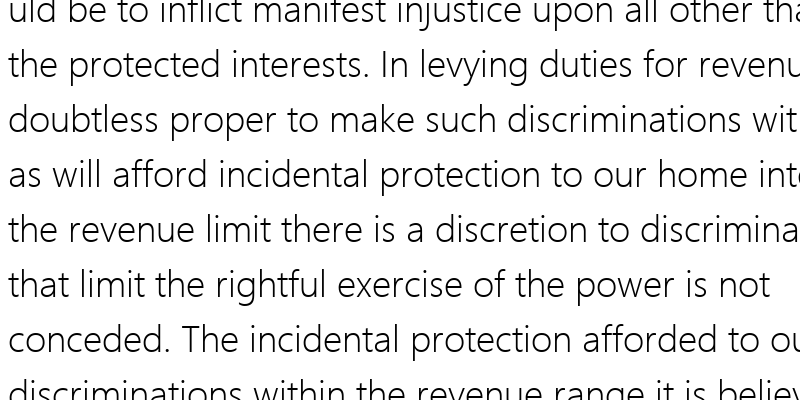 uld be to inflict manifest injustice upon all other tha
the protected interests. In levying duties for revenu
doubtless proper to make such discriminations wit
as will afford incidental protection to our home int
the revenue limit there is a discretion to discrimina
that limit the rightful exercise of the power is not
conceded. The incidental protection afforded to ou
discriminations within the revenue range it is believ